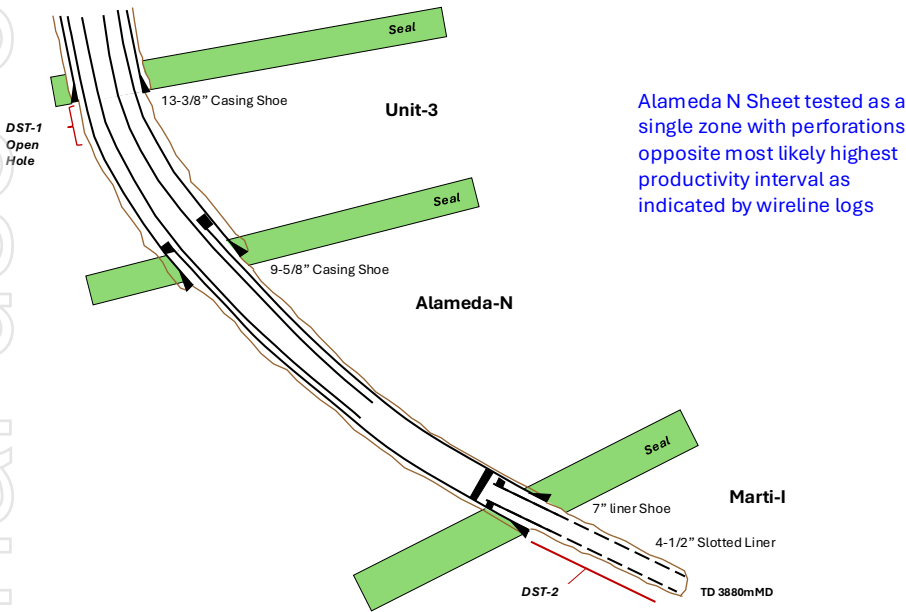 Seal
13-3/8” Casing Shoe
Unit-3
DST-1
Open
Hole
Alameda N Sheet tested as a
single zone with perforations
opposite most likely highest
productivity interval as
indicated by wireline logs
Seal
9-5/8” Casing Shoe
Alameda-N
Seal
Marti-I
7” liner Shoe
4-1/2” Slotted Liner
DST-2
TD 3880mMD